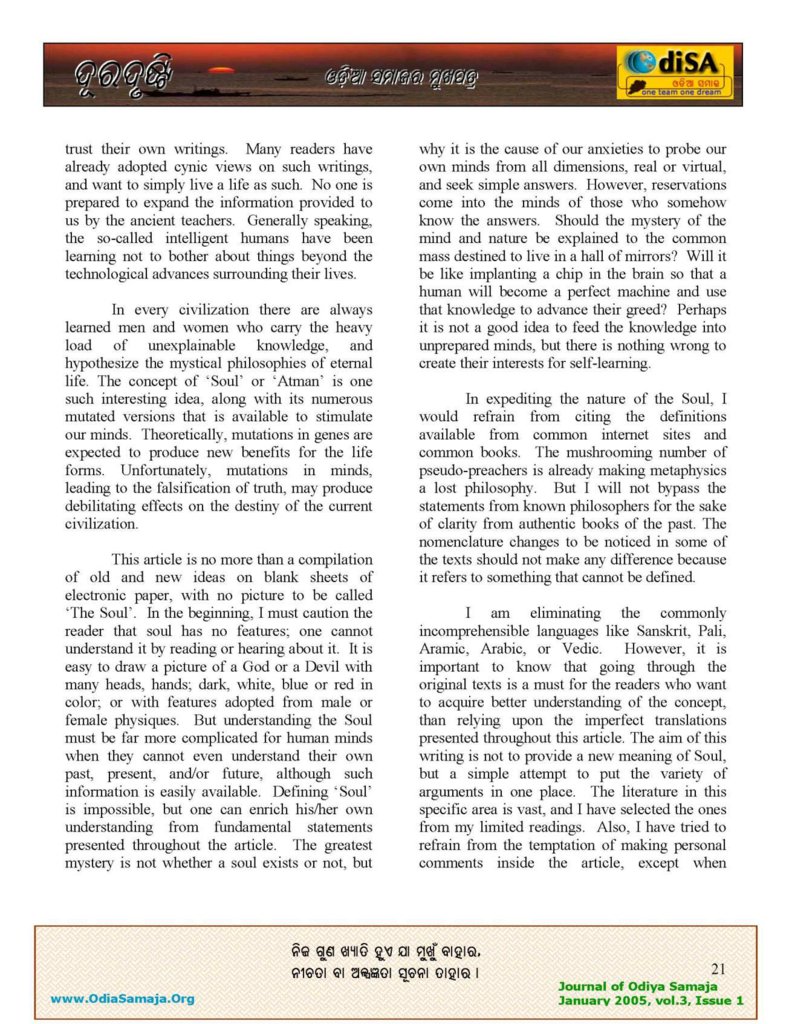 ଦୂରଦୃଷ୍ଟି
ଓଡ଼ିଆ ସମାଜର ମୁଖପତ୍ର
OdiSA
ଓଡିଆ ସମାଜ
one team one dream
trust their own writings. Many readers have
already adopted cynic views on such writings,
and want to simply live a life as such. No one is
prepared to expand the information provided to
us by the ancient teachers. Generally speaking,
the so-called intelligent humans have been
learning not to bother about things beyond the
technological advances surrounding their lives.
In every civilization there are always
learned men and women who carry the heavy
load of unexplainable knowledge, and
hypothesize the mystical philosophies of eternal
life. The concept of ‘Soul’ or ‘Atman’ is one
such interesting idea, along with its numerous
mutated versions that is available to stimulate
our minds. Theoretically, mutations in genes are
expected to produce new benefits for the life
forms. Unfortunately, mutations in minds,
leading to the falsification of truth, may produce
debilitating effects on the destiny of the current
civilization.
This article is no more than a compilation
of old and new ideas on blank sheets of
electronic paper, with no picture to be called
‘The Soul’. In the beginning, I must caution the
reader that soul has no features; one cannot
understand it by reading or hearing about it. It is
easy to draw a picture of a God or a Devil with
many heads, hands; dark, white, blue or red in
color; or with features adopted from male or
female physiques. But understanding the Soul
must be far more complicated for human minds
when they cannot even understand their own
past, present, and/or future, although such
information is easily available. Defining ‘Soul’
is impossible, but one can enrich his/her own
understanding from fundamental statements
presented throughout the article. The greatest
mystery is not whether a soul exists or not, but
why it is the cause of our anxieties to probe our
own minds from all dimensions, real or virtual,
and seek simple answers. However, reservations
come into the minds of those who somehow
know the answers. Should the mystery of the
mind and nature be explained to the common
mass destined to live in a hall of mirrors? Will it
be like implanting a chip in the brain so that a
human will become a perfect machine and use
that knowledge to advance their greed? Perhaps
it is not a good idea to feed the knowledge into
unprepared minds, but there is nothing wrong to
create their interests for self-learning.
In expediting the nature of the Soul, I
would refrain from citing the definitions
available from common internet sites and
common books. The mushrooming number of
pseudo-preachers is already making metaphysics
a lost philosophy. But I will not bypass the
statements from known philosophers for the sake
of clarity from authentic books of the past. The
nomenclature changes to be noticed in some of
the texts should not make any difference because
it refers to something that cannot be defined.
I am eliminating the commonly
incomprehensible languages like Sanskrit, Pali,
Aramic, Arabic, or Vedic. However, it is
important to know that going through the
original texts is a must for the readers who want
to acquire better understanding of the concept,
than relying upon the imperfect translations
presented throughout this article. The aim of this
writing is not to provide a new meaning of Soul,
but a simple attempt to put the variety of
arguments in one place. The literature in this
specific area is vast, and I have selected the ones
from my limited readings. Also, I have tried to
refrain from the temptation of making personal
comments inside the article, except when
ନିଜ ଗୁଣ ଖ୍ୟାତି ହୁଏ ଯା ମୁଖୁଁ ବାହାର,
ନୀଚତା ବା ଅଜ୍ଞତା ସୂଚନା ତାହାର।
21
www.OdiaSamaja.Org
Journal of Odiya Samaja
January 2005, vol.3, Issue 1